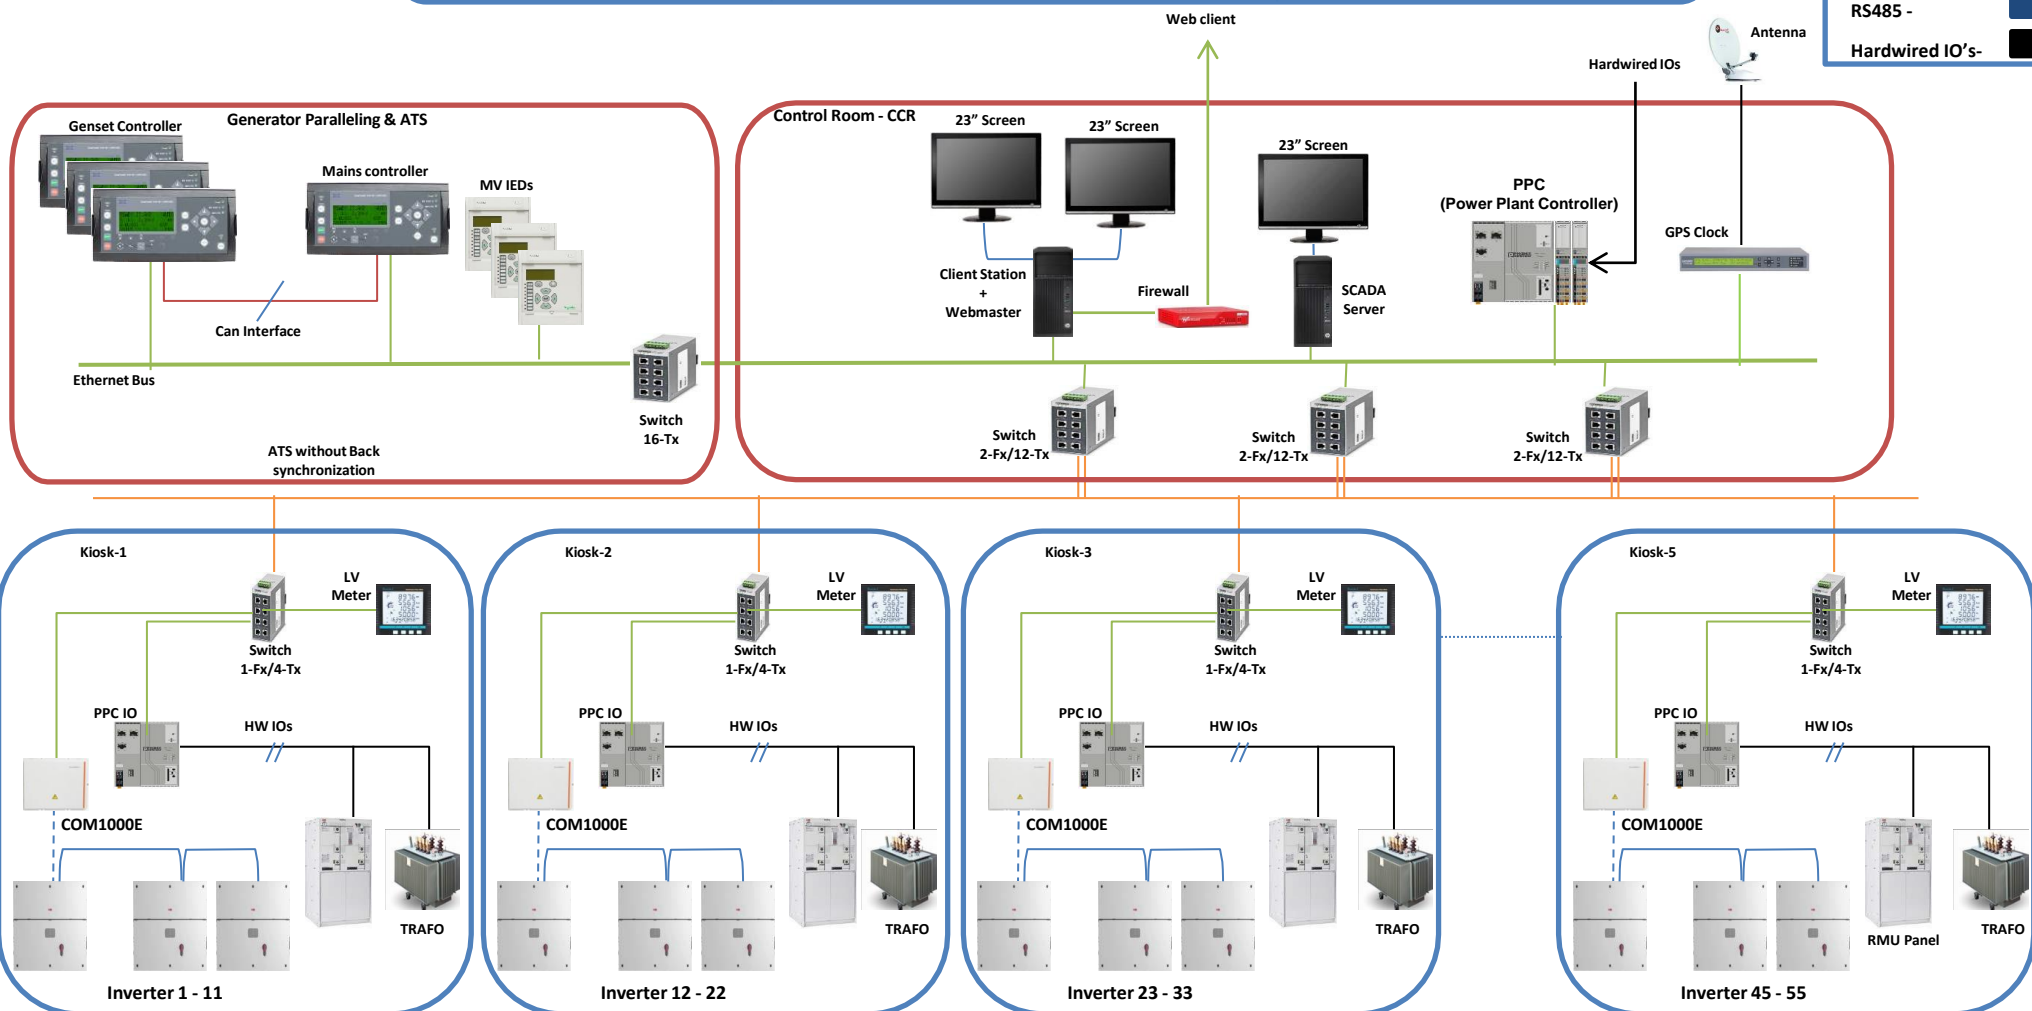 RS485 -
Hardwired IO's-
Web client
Antenna
Hardwired IOs
Generator Paralleling & ATS
Genset Controller
Mains controller
MV IEDs
Can Interface
Ethernet Bus
Switch
16-Tx
ATS without Back
synchronization
Control Room - CCR
23” Screen
23” Screen
23” Screen
PPC
(Power Plant Controller)
GPS Clock
Client Station
+
Webmaster
Firewall
SCADA
Server
Switch
2-Fx/12-Tx
Switch
2-Fx/12-Tx
Switch
2-Fx/12-Tx
Kiosk-1
LV
Meter
Switch
1-Fx/4-Tx
PPC IO
HW IOs
COM1000E
TRAFO
Inverter 1 - 11
Kiosk-2
LV
Meter
Switch
1-Fx/4-Tx
PPC IO
HW IOs
COM1000E
TRAFO
Inverter 12 - 22
Kiosk-3
LV
Meter
Switch
1-Fx/4-Tx
PPC IO
HW IOs
COM1000E
TRAFO
Inverter 23 - 33
Kiosk-5
LV
Meter
Switch
1-Fx/4-Tx
PPC IO
HW IOs
COM1000E
RMU Panel
TRAFO
Inverter 45 - 55